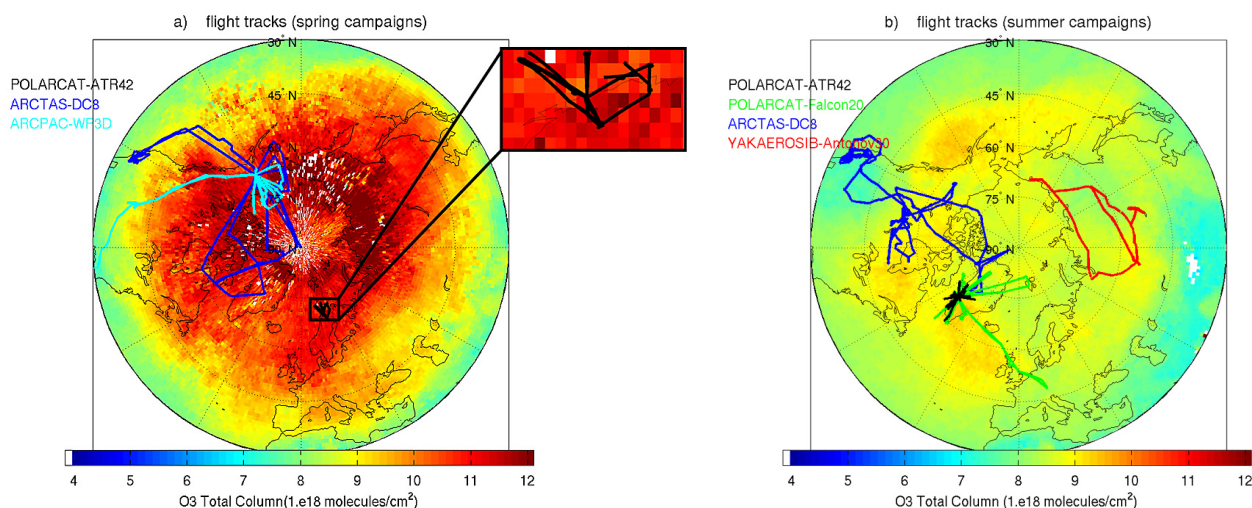 a) flight tracks (spring campaigns)
30° N
45° N
60° N
90 N
POLARCAT-ATR42
ARCTAS-DC8
ARCPAC-WP3D
4 5 6 7 8 9 10 11 12
O3 Total Column(1.e18 molecules/cm²)
b) flight tracks (summer campaigns)
30° N
45° N
60° N
75° N
90 N
POLARCAT-ATR42
POLARCAT-Falcon20
ARCTAS-DC8
YAKAEROSIB-Antonov30
4 5 6 7 8 9 10 11 12
O3 Total Column (1.e18 molecules/cm²)